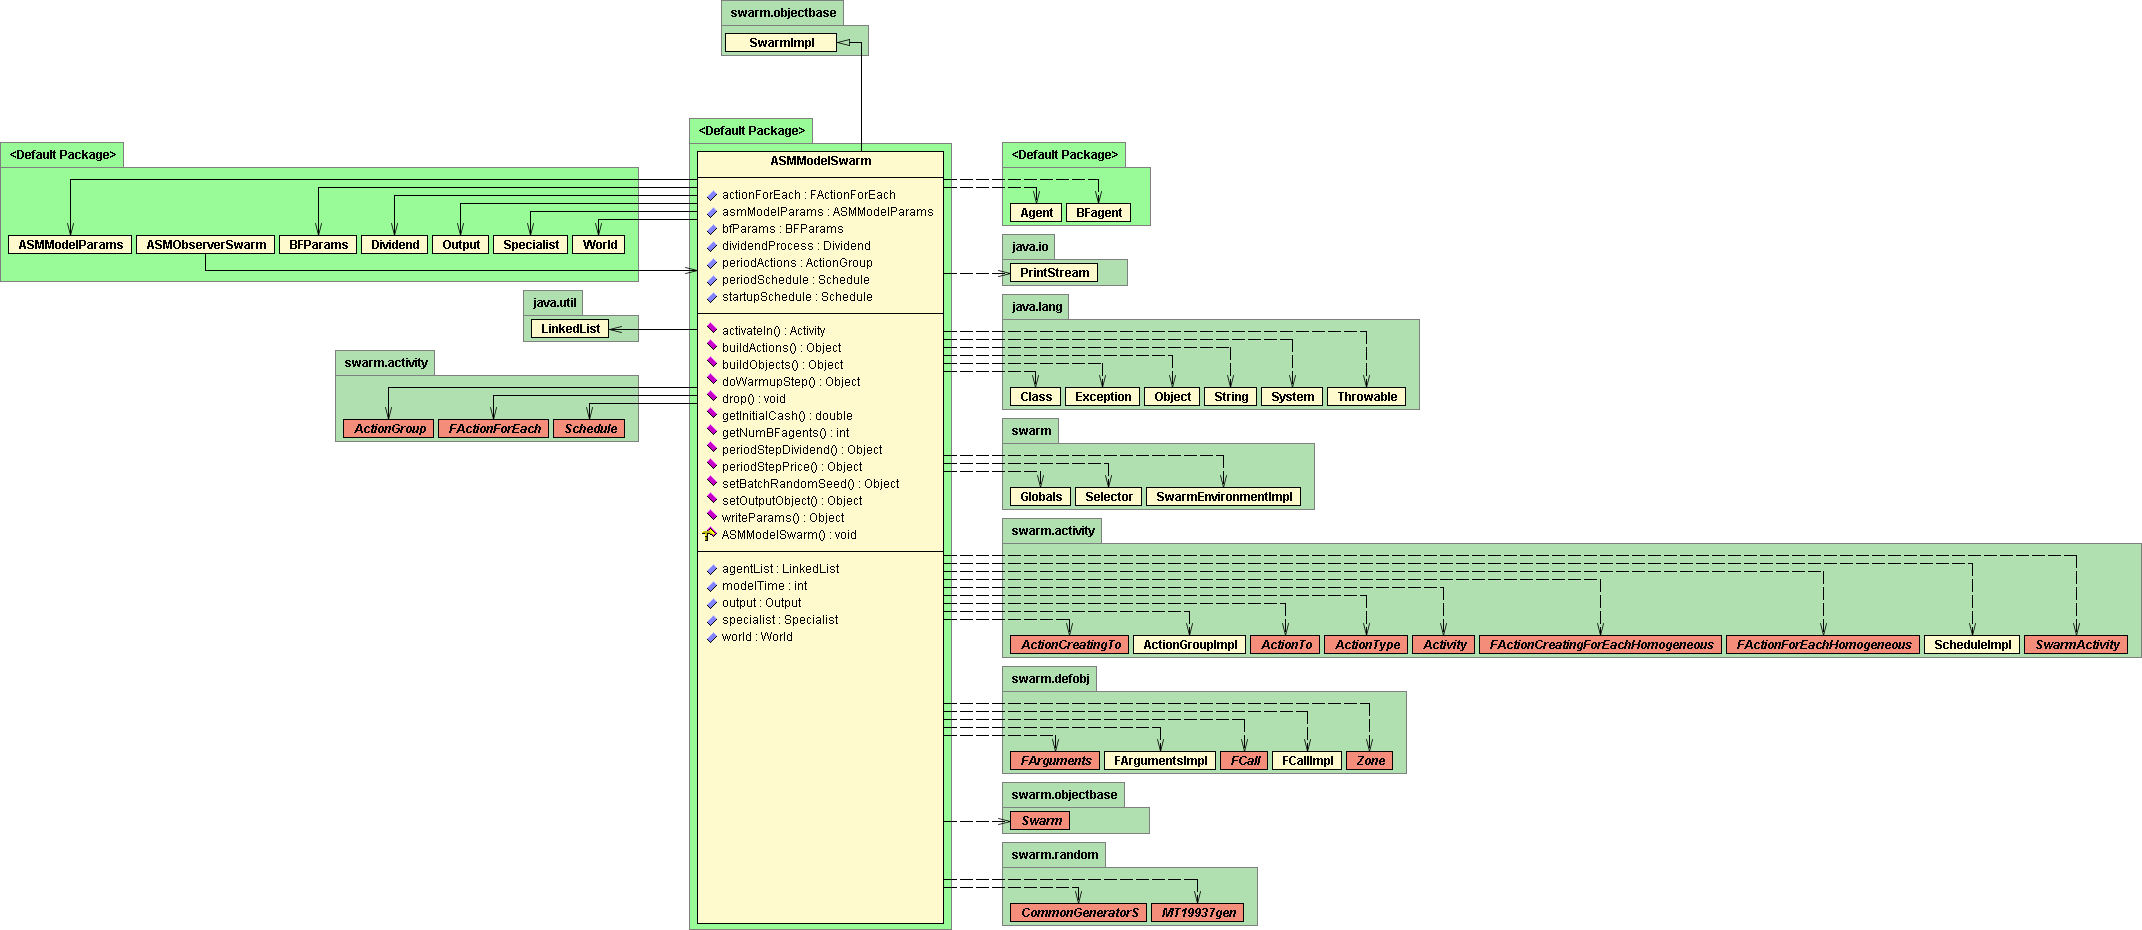 swarm.objectbase
SwarmImpl
<Default Package>
ASMModelParams
ASMObserverSwarm
BFParams
Dividend
Output
Specialist
World
java.util
LinkedList
swarm.activity
ActionGroup
FActionForEach
Schedule
<Default Package>
ASMModelSwarm
actionForEach : FActionForEach
asmModelParams : ASMModelParams
bfParams : BFParams
dividendProcess : Dividend
periodActions : ActionGroup
periodSchedule : Schedule
startupSchedule : Schedule
activateIn() : Activity
buildActions() : Object
buildObjects() : Object
doWarmupStep() : Object
drop() : void
getInitialCash() : double
getNumBFagents() : int
periodStepDividend() : Object
periodStepPrice() : Object
setBatchRandomSeed() : Object
setOutputObject() : Object
writeParams() : Object
ASMModelSwarm() : void
agentList : LinkedList
modelTime : int
output : Output
specialist : Specialist
world : World
<Default Package>
Agent
BFagent
java.io
PrintStream
java.lang
Class
Exception
Object
String
System
Throwable
swarm
Globals
Selector
SwarmEnvironmentImpl
swarm.activity
ActionCreatingTo
ActionGroupImpl
ActionTo
ActionType
Activity
FActionCreatingForEachHomogeneous
FActionForEachHomogeneous
ScheduleImpl
SwarmActivity
swarm.defobj
FArguments
FArgumentsImpl
FCall
FCallImpl
Zone
swarm.objectbase
Swarm
swarm.random
CommonGeneratorS
MT19937gen